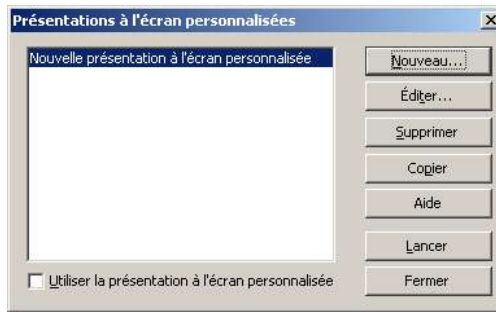 Présentations à l'écran personnalisées
Nouvelle présentation à l'écran personnalisée
Nouveau...
Éditer...
Supprimer
Copier
Aide
Lancer
Utiliser la présentation à l'écran personnalisée
Fermer